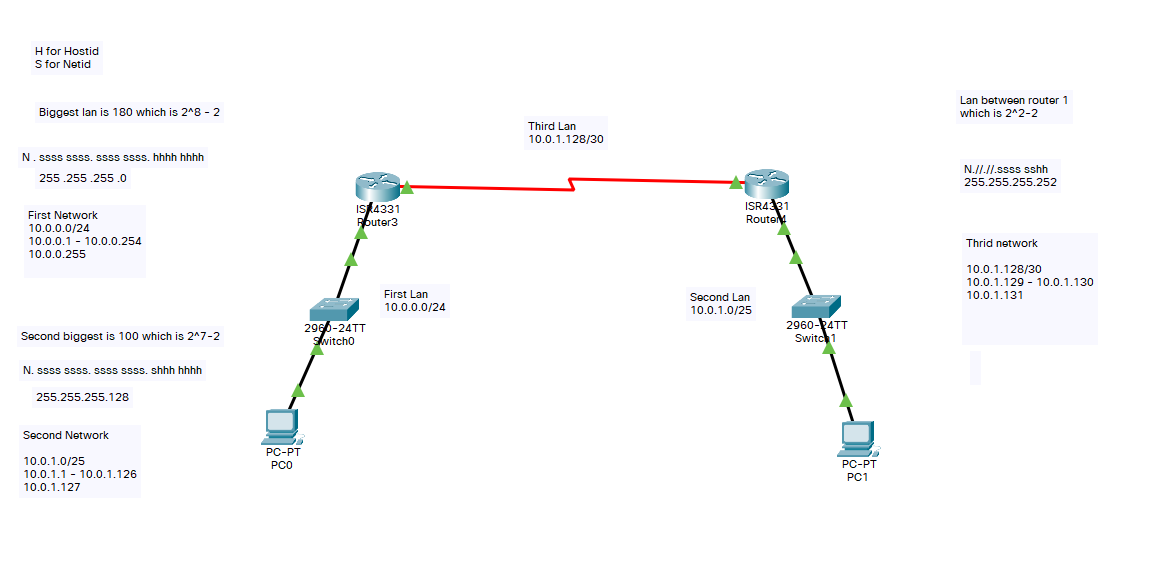 H for Hostid
S for Netid
Biggest lan is 180 which is 2^8 - 2
N . ssss ssss. ssss ssss. hhhh hhhh
255 .255 .255 .0
First Network
10.0.0.0/24
10.0.0.1 - 10.0.0.254
10.0.0.255
Second biggest is 100 which is 2^7-2
N. ssss ssss. ssss ssss. shhh hhhh
255.255.255.128
Second Network
10.0.1.0/25
10.0.1.1 - 10.0.1.126
10.0.1.127
Third Lan
10.0.1.128/30
ISR4331
Router3
ISR4331
Router4
First Lan
10.0.0.0/24
Second Lan
10.0.1.0/25
2960-24TT
Switch0
2960-24TT
Switch1
PC-PT
PC0
PC-PT
PC1
Lan between router 1
which is 2^2-2
N.//.//.ssss sshh
255.255.255.252
Thrid network
10.0.1.128/30
10.0.1.129 - 10.0.1.130
10.0.1.131